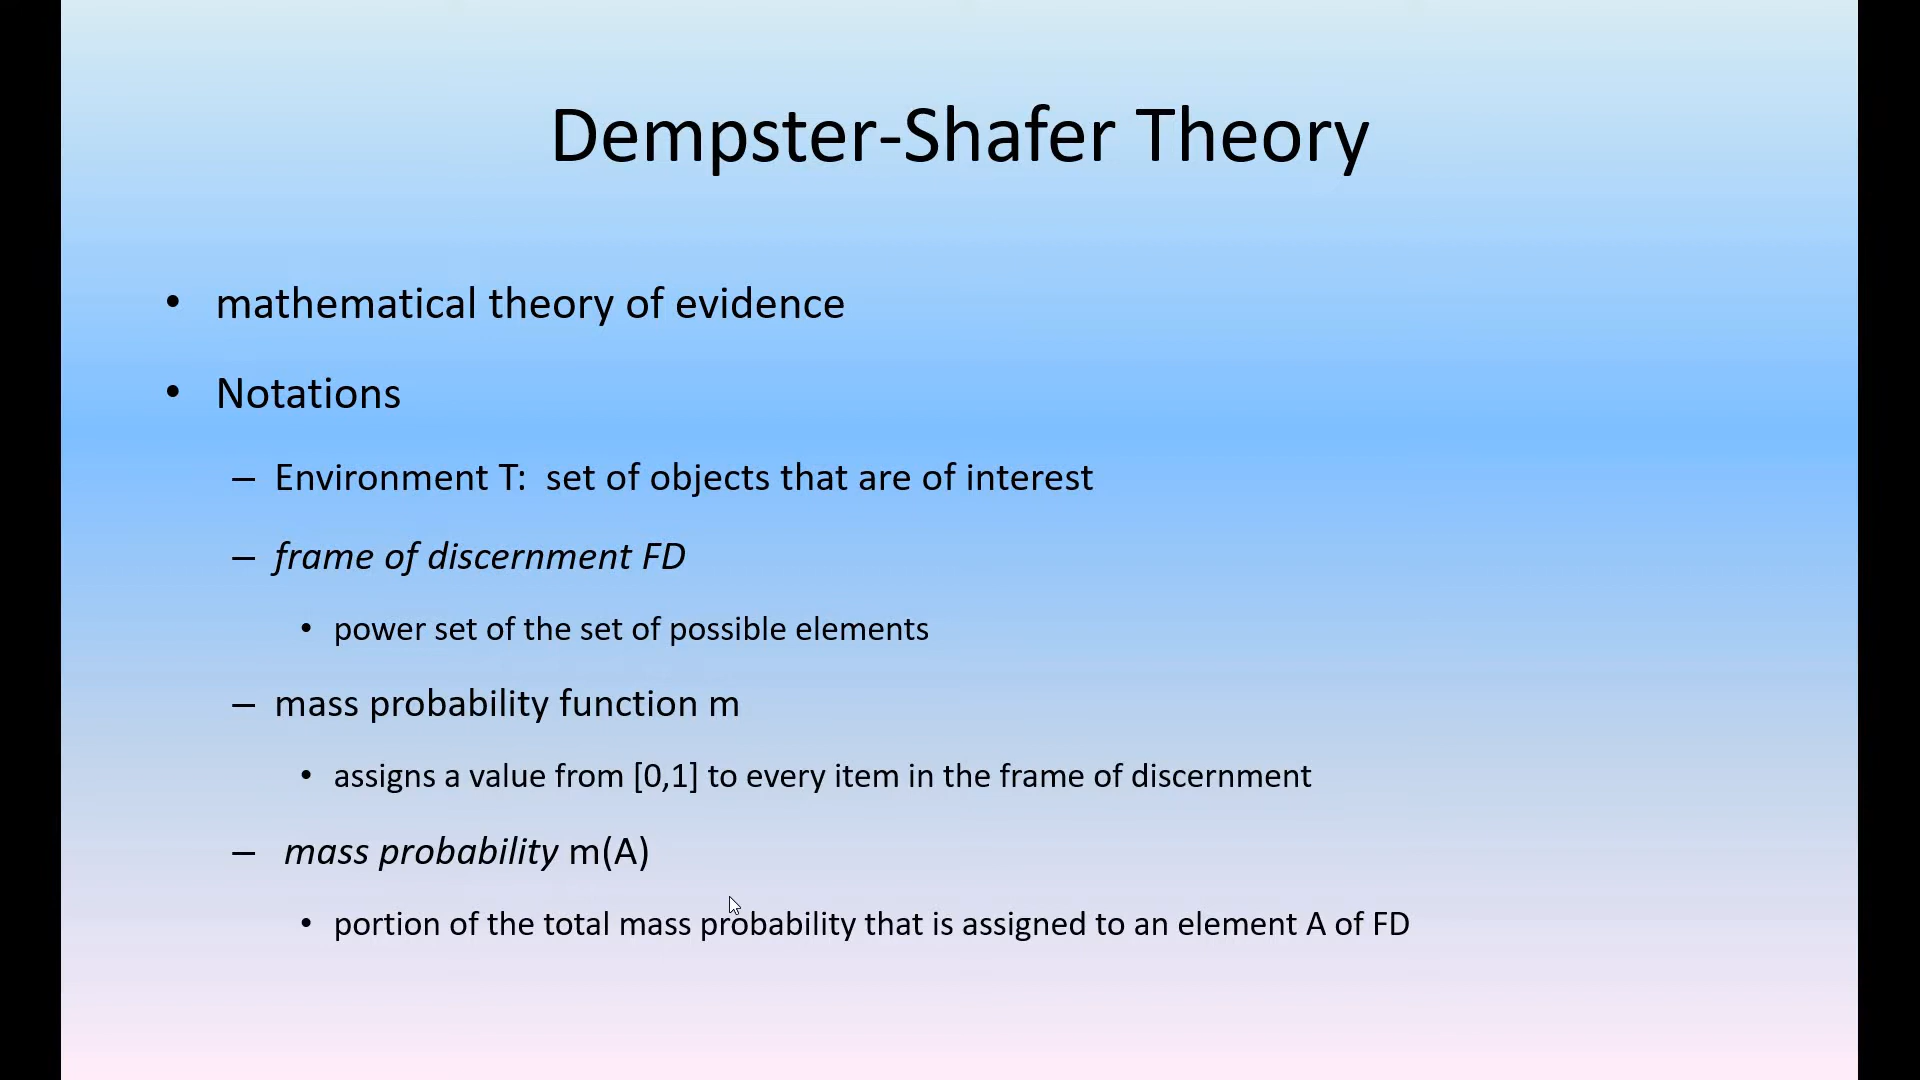 Dempster-Shafer Theory
• mathematical theory of evidence
• Notations
– Environment T: set of objects that are of interest
– frame of discernment FD
• power set of the set of possible elements
– mass probability function m
• assigns a value from [0,1] to every item in the frame of discernment
– mass probability m(A)
• portion of the total mass probability that is assigned to an element A of FD